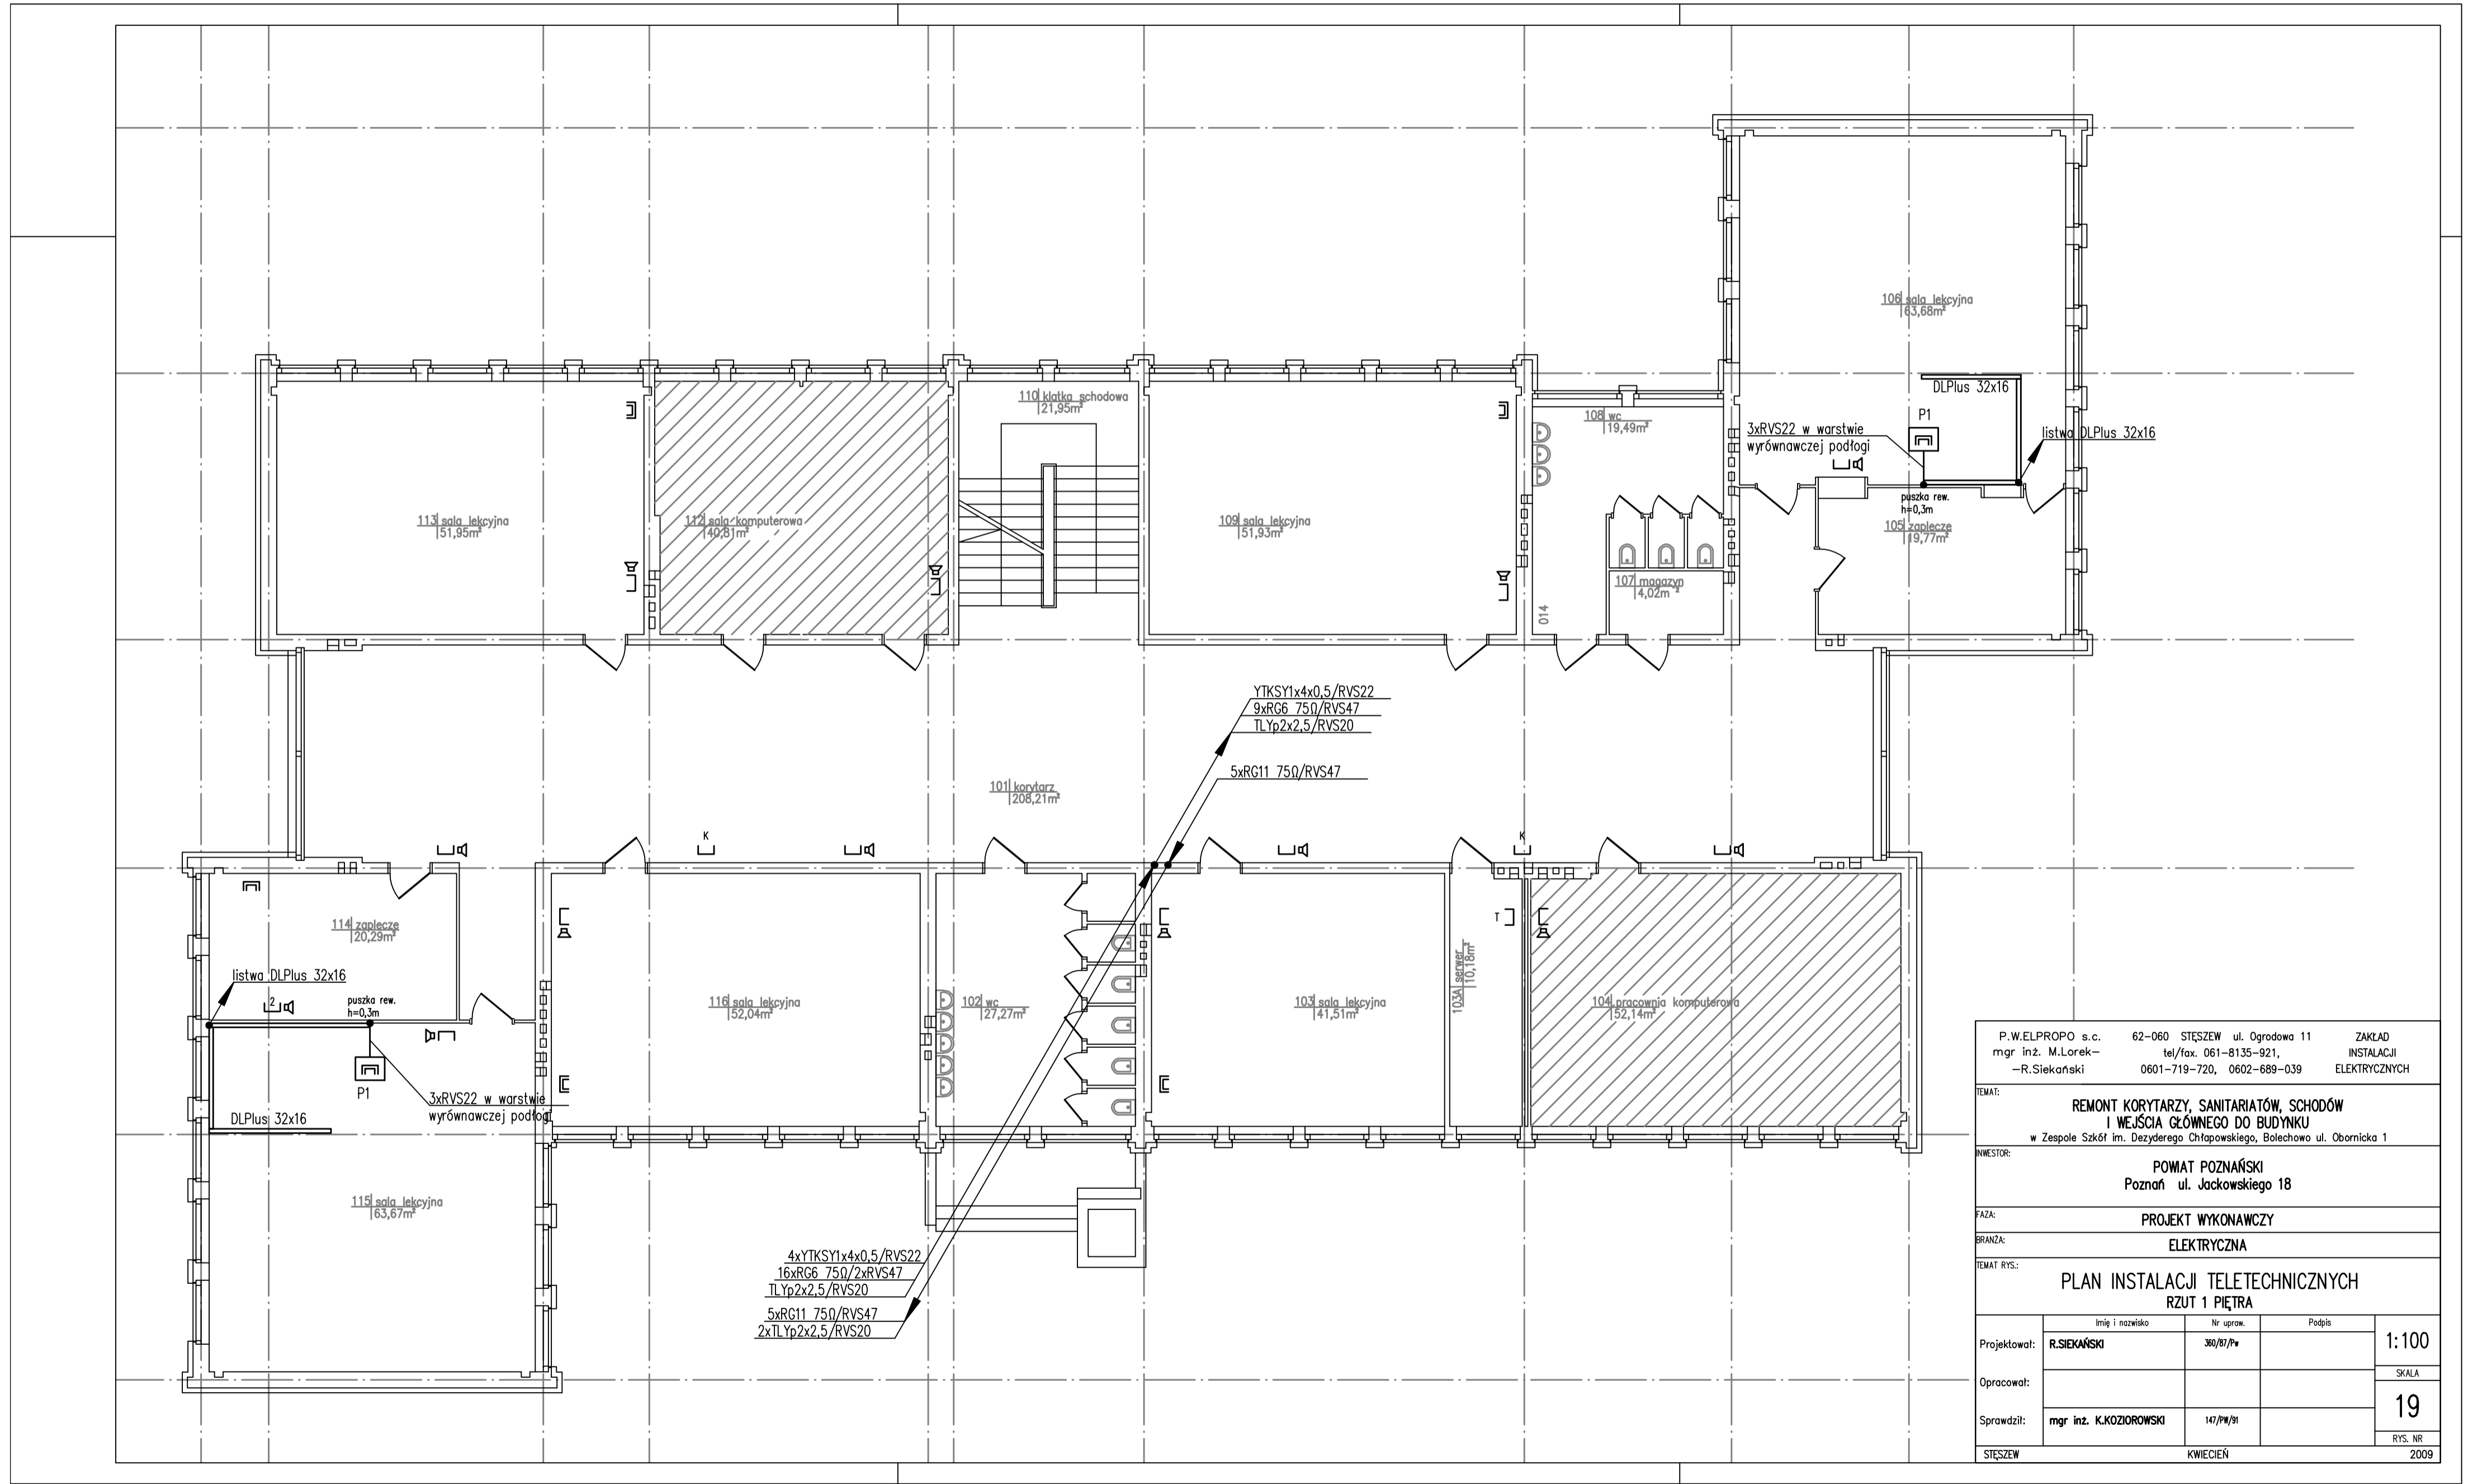 106 sala lekcyjna
63,68m²
DLPlus 32x16
P1
3xRVS22 w warstwie
wyrównawczej podłogi
listwa DLPlus 32x16
puszka rew.
h=0,3m
105 zaplecze
19,77m²
110 klatka schodowa
21,95m²
108 wc
19,49m²
113 sala lekcyjna
51,95m²
112 sala komputerowa
40,81m²
109 sala lekcyjna
51,93m²
107 magazyn
4,02m²
014
YTKSY1x4x0,5/RVS22
9xRG6 75Ω/RVS47
TLYp2x2,5/RVS20
5xRG11 75Ω/RVS47
101 korytarz
208,21m²
K
K
T
114 zaplecze
20,29m²
listwa DLPlus 32x16
2
puszka rew.
h=0,3m
P1
3xRVS22 w warstwie
wyrównawczej podłogi
DLPlus 32x16
116 sala lekcyjna
52,04m²
102 wc
27,27m²
103 sala lekcyjna
41,51m²
103A serwer
10,18m²
104 pracownia komputerowa
52,14m²
115 sala lekcyjna
63,67m²
4xYTKSY1x4x0,5/RVS22
16xRG6 75Ω/2xRVS47
TLYp2x2,5/RVS20
5xRG11 75Ω/RVS47
2xTLYp2x2,5/RVS20
P.W.ELPROPO s.c. 62-060 STĘSZEW ul. Ogrodowa 11 ZAKŁAD
mgr inż. M.Lorek- tel/fax. 061-8135-921, INSTALACJI
-R.Siekański 0601-719-720, 0602-689-039 ELEKTRYCZNYCH
TEMAT:
REMONT KORYTARZY, SANITARIATÓW, SCHODÓW
I WEJŚCIA GŁÓWNEGO DO BUDYNKU
w Zespole Szkół im. Dezyderego Chłapowskiego, Bolechowo ul. Obornicka 1
INWESTOR:
POWIAT POZNAŃSKI
Poznań ul. Jackowskiego 18
FAZA:
PROJEKT WYKONAWCZY
BRANŻA:
ELEKTRYCZNA
TEMAT RYS.:
PLAN INSTALACJI TELETECHNICZNYCH
RZUT 1 PIĘTRA
Imię i nazwisko Nr upraw. Podpis
Projektował: R.SIEKAŃSKI 360/87/Pw
1:100
SKALA
Opracował:
Sprawdził: mgr inż. K.KOZIOROWSKI 147/PW/91
19
RYS. NR
STĘSZEW KWIECIEŃ 2009